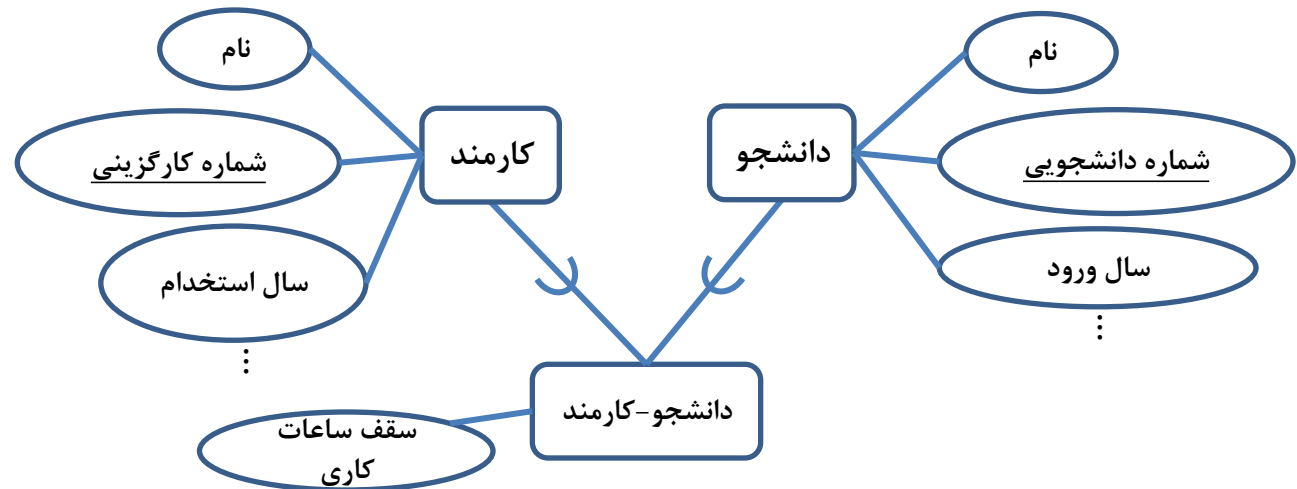 نام
نام
شماره دانشجویی
دانشجو
کارمند
شماره کارگزینی
سال ورود
سال استخدام
...
...
دانشجو-کارمند
سقف ساعات
کاری